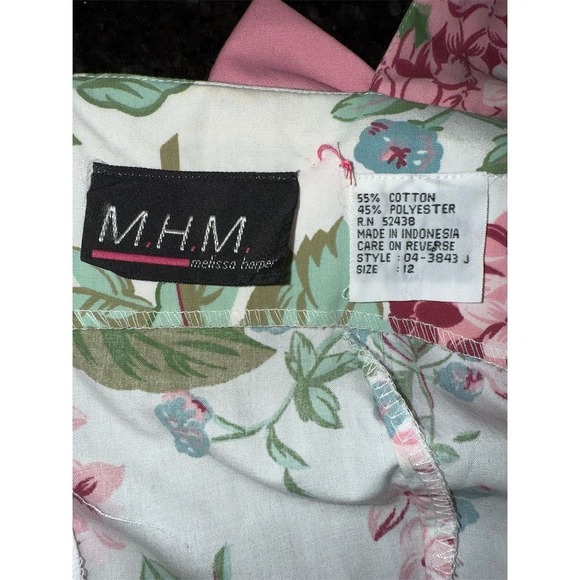 M.H.M.
melissa harper
55% COTTON
45% POLYESTER
R.N 52438
MADE IN INDONESIA
CARE ON REVERSE
STYLE : 04-3843 J
SIZE : 12